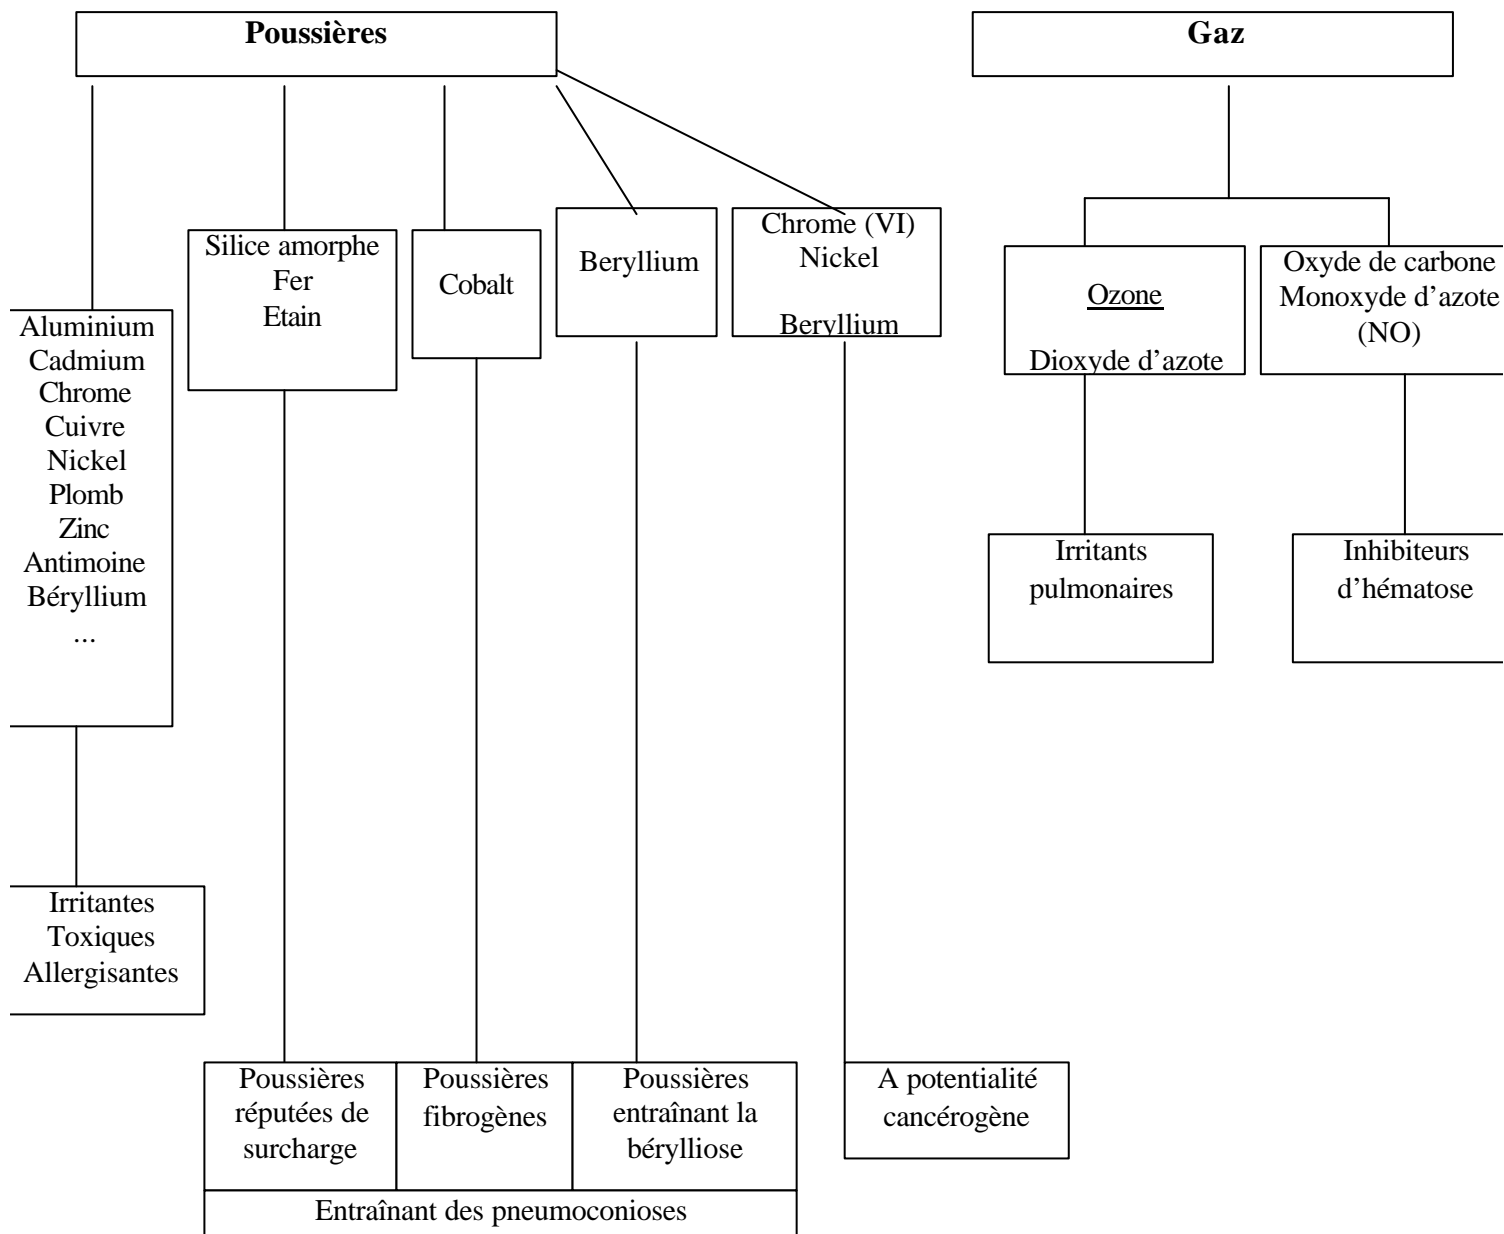 Poussières
Gaz
Aluminium
Cadmium
Chrome
Cuivre
Nickel
Plomb
Zinc
Antimoine
Béryllium
...
Silice amorphe
Fer
Etain
Cobalt
Beryllium
Chrome (VI)
Nickel
Beryllium
Ozone
Dioxyde d’azote
Oxyde de carbone
Monoxyde d’azote
(NO)
Irritants
pulmonaires
Inhibiteurs
d’hématose
Irritantes
Toxiques
Allergisantes
Poussières
réputées de
surcharge
Poussières
fibrogènes
Poussières
entraînant la
bérylliose
A potentialité
cancérogène
Entraînant des pneumoconioses